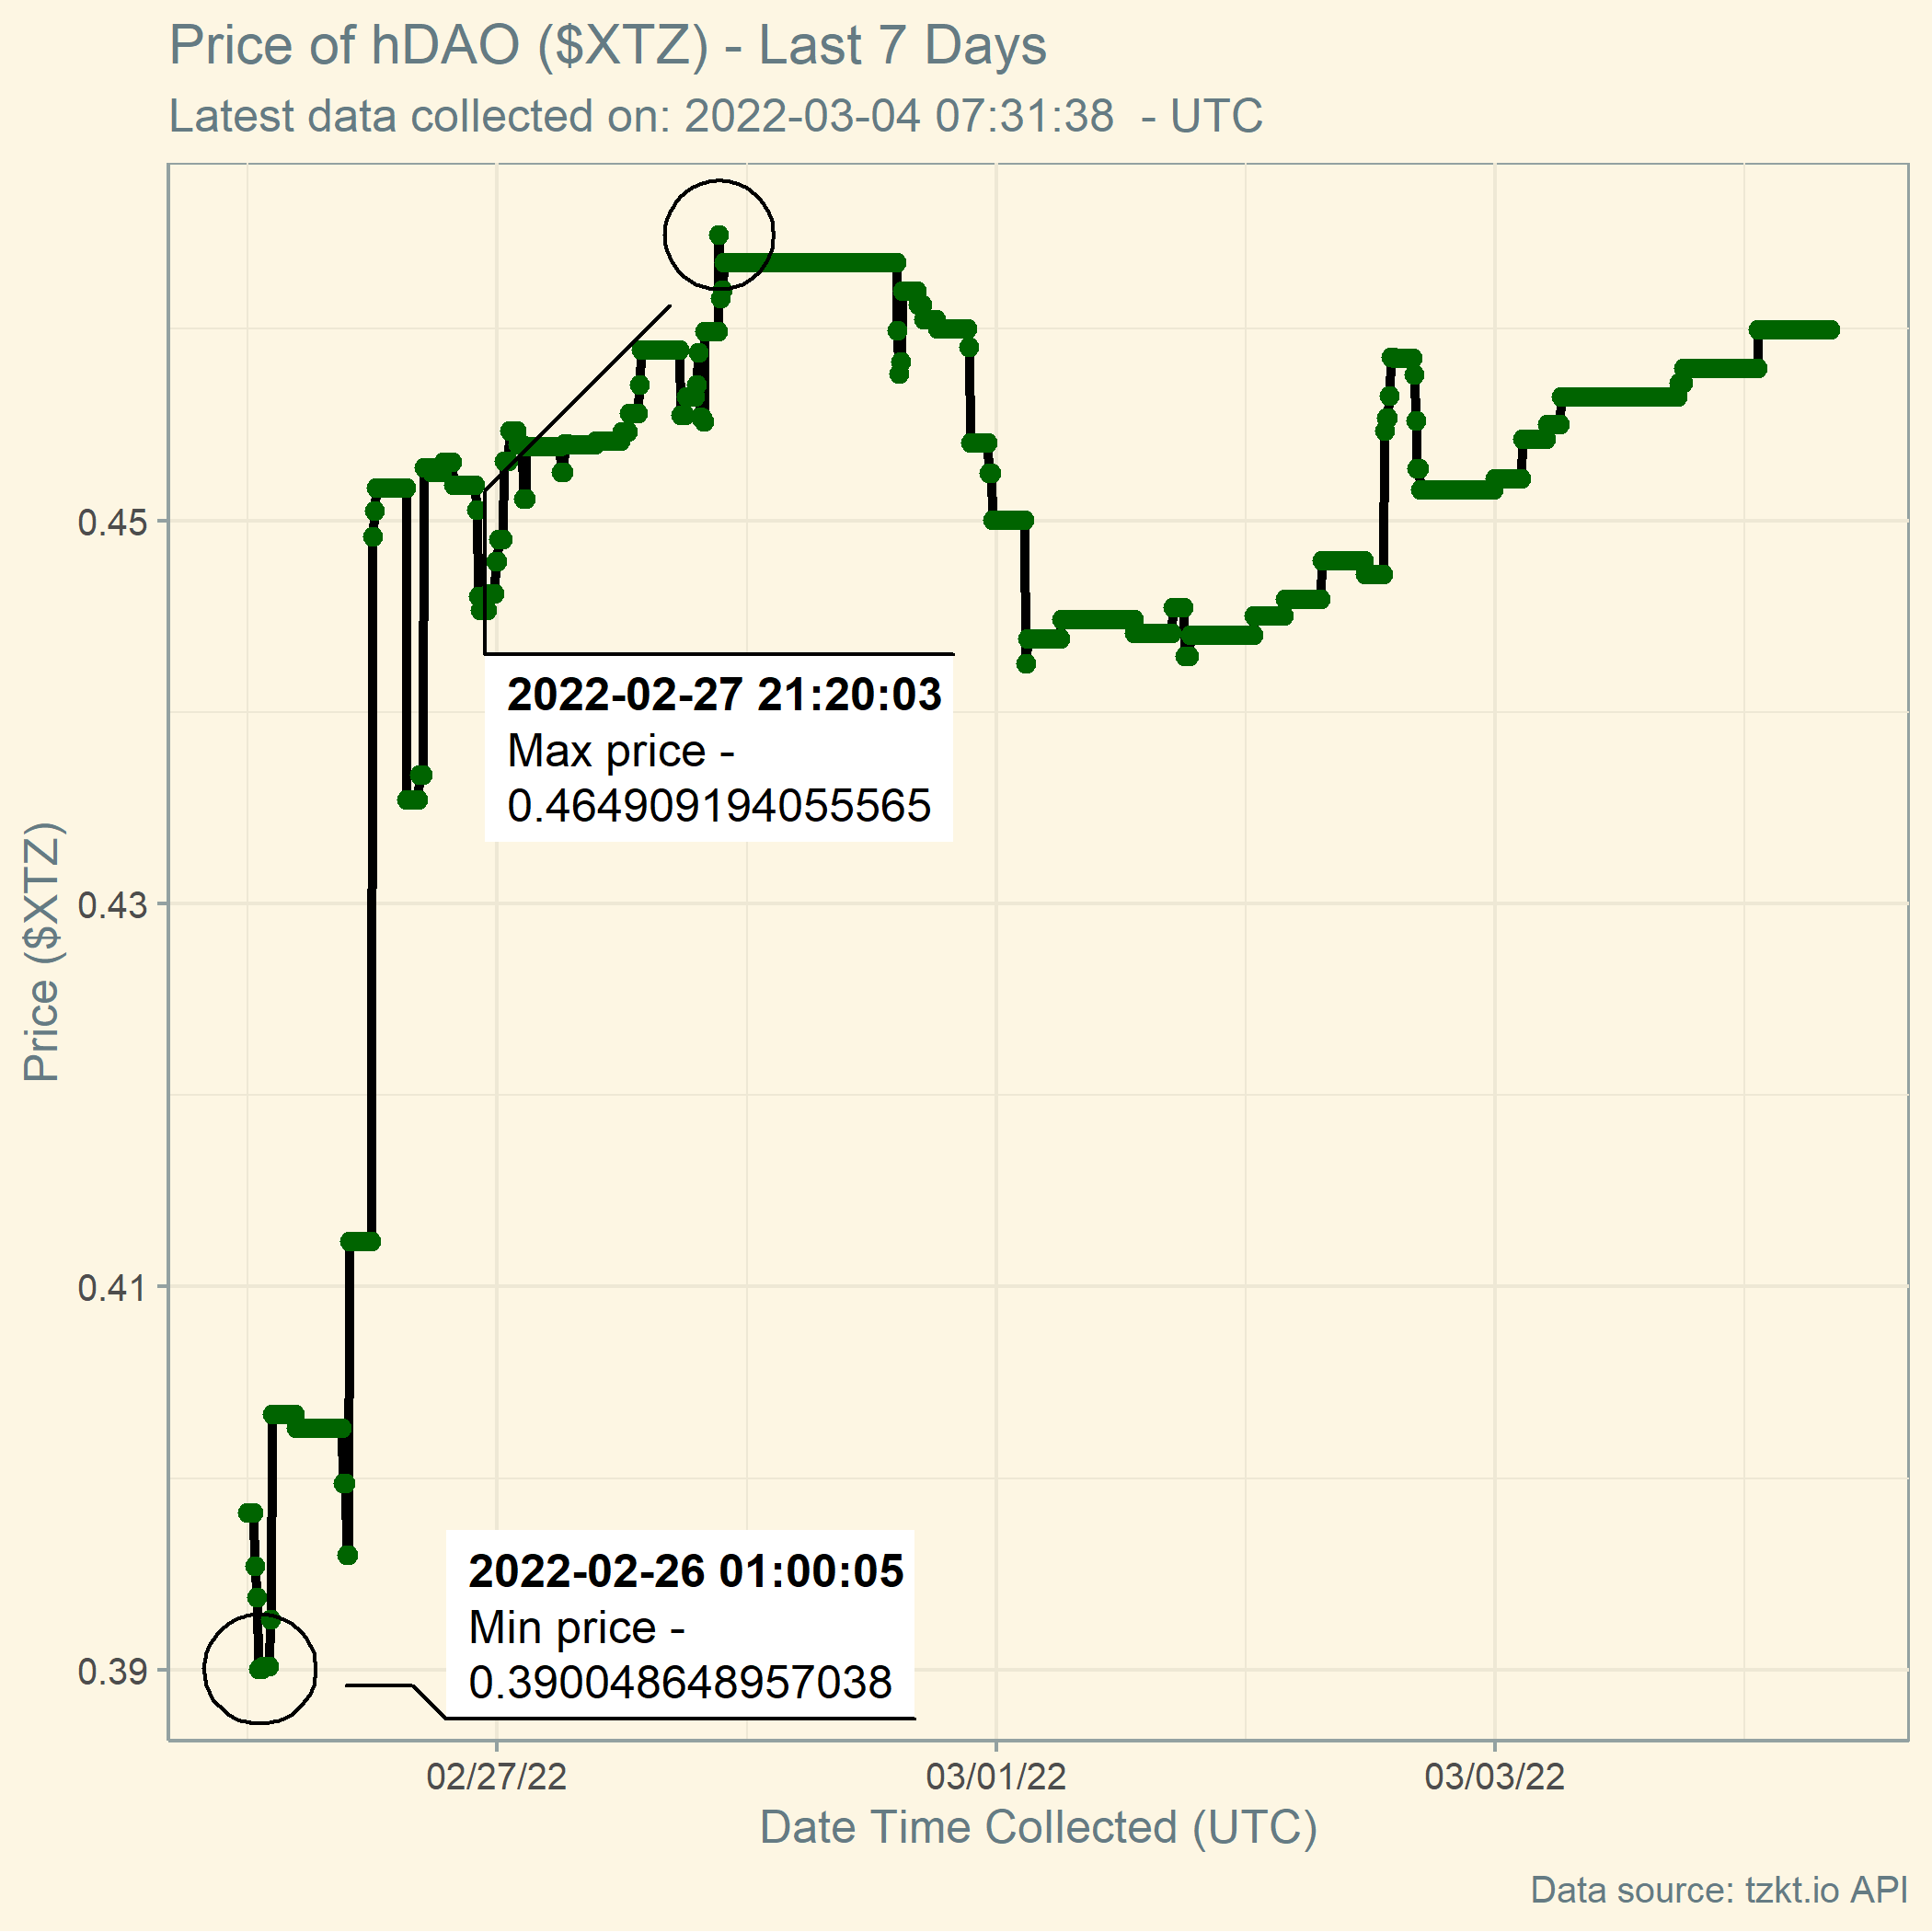 Price of hDAO ($XTZ) - Last 7 Days
Latest data collected on: 2022-03-04 07:31:38  - UTC
Price ($XTZ)
0.45
0.43
0.41
0.39
2022-02-27 21:20:03
Max price -
0.464909194055565
2022-02-26 01:00:05
Min price -
0.390048648957038
02/27/22
03/01/22
03/03/22
Date Time Collected (UTC)
Data source: tzkt.io API